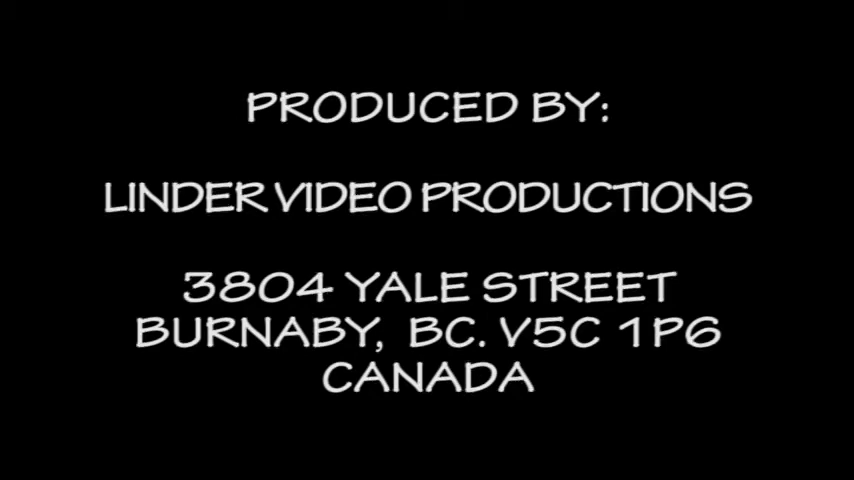 PRODUCED BY:
LINDER VIDEO PRODUCTIONS
3804 YALE STREET
BURNABY, BC. V5C 1P6
CANADA